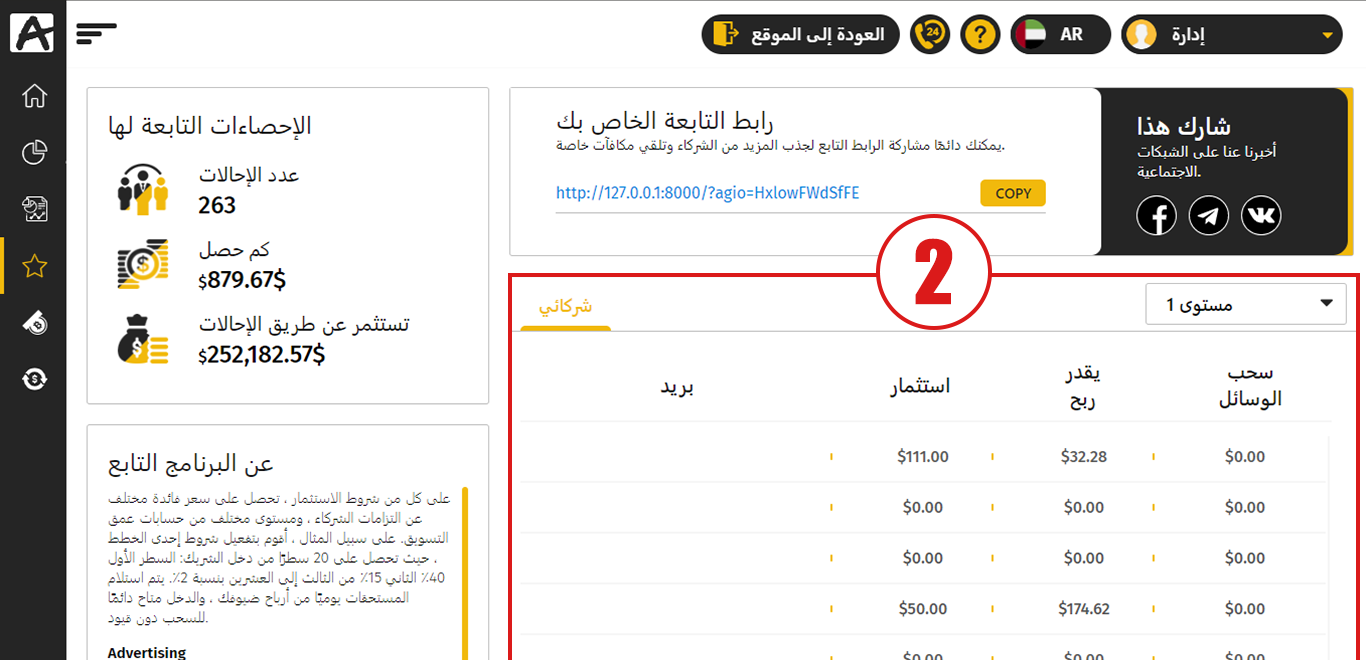 العودة إلى الموقع
24
?
AR
إدارة
الإحصاءات التابعة لها
عدد الإحالات
263
كم حصل
$879.67$
تستثمر عن طريق الإحالات
$252,182.57$
عن البرنامج التابع
على كل من شروط الاستثمار ، تحصل على سعر فائدة مختلف
عن التزامات الشركاء ، ومستوى مختلف من حسابات عمق
التسويق. على سبيل المثال ، أقوم بتفعيل شروط إحدى الخطط
، حيث تحصل على 20 سطرًا من دخل الشريك: السطر الأول
40٪ الثاني 15٪ من الثالث إلى العشرين بنسبة 2٪. يتم استلام
المستحقات يوميًا من أرباح ضيوفك ، والدخل متاح دائمًا
للسحب دون قيود.
Advertising
رابط التابعة الخاص بك
يمكنك دائمًا مشاركة الرابط التابع لجذب المزيد من الشركاء وتلقي مكافآت خاصة.
http://127.0.0.1:8000/?agio=HxlowFWdSfFE
COPY
شارك هذا
أخبرنا عنا على الشبكات
الاجتماعية.
2
شركائي
مستوى 1
بريد
استثمار
يقدر
ربح
سحب
الوسائل
$111.00 $32.28 $0.00
$0.00 $0.00 $0.00
$0.00 $0.00 $0.00
$50.00 $174.62 $0.00
$0.00 $0.00 $0.00